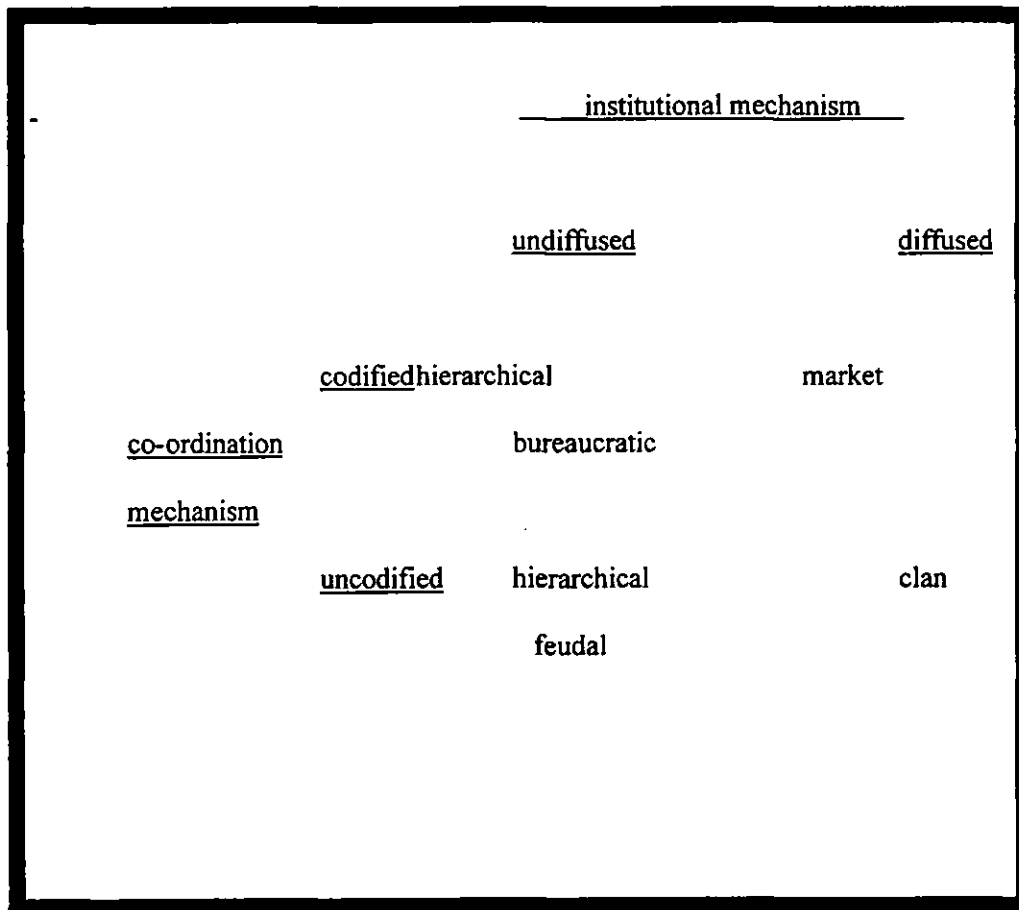 institutional mechanism
undiffused diffused
codifiedhierarchical market
co-ordination bureaucratic
mechanism
uncodified hierarchical clan
feudal